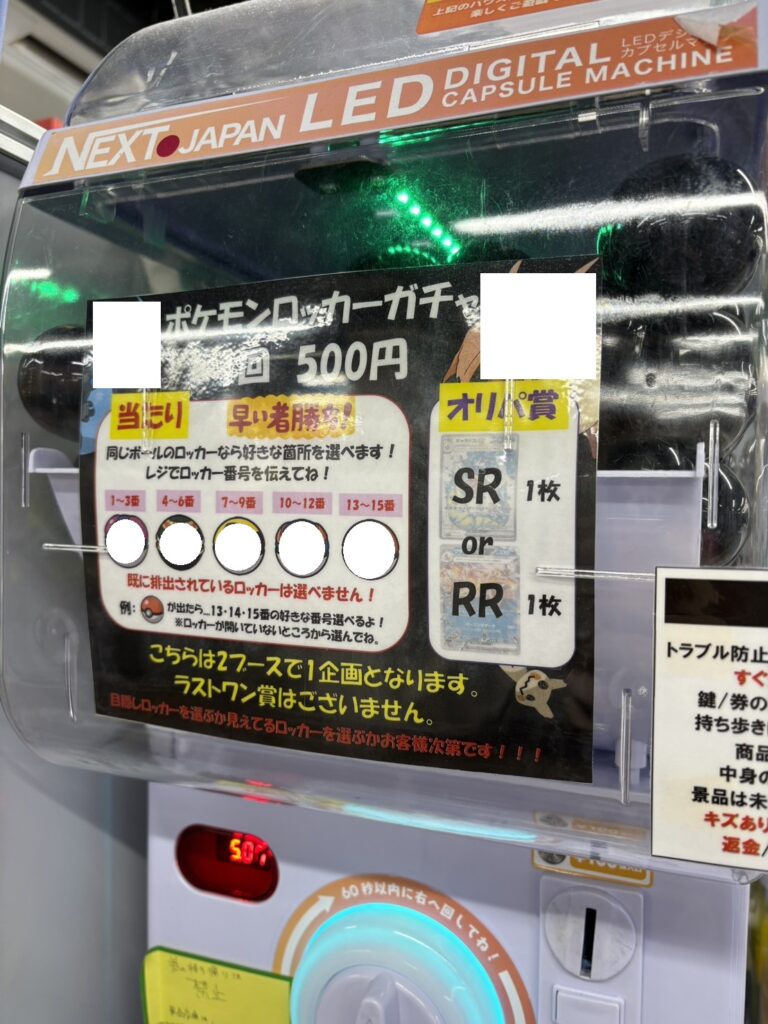 上記のハウス
楽しくご遊戯
LEDデジ
カプセルマ
NEXT JAPAN LED DIGITAL CAPSULE MACHINE
ポケモンロッカーガチャ
回 500円
当たり 早い者勝ち!
同じボールのロッカーなら好きな箇所を選べます!
レジでロッカー番号を伝えてね!
1~3番 4~6番 7~9番 10~12番 13~15番
既に排出されているロッカーは選べません!
例: が出たら...13・14・15番の好きな番号選べるよ!
※ロッカーが開いていないところから選んでね。
オリパ賞
SR 1枚
or
RR 1枚
こちらは2ブースで1企画となります。
ラストワン賞はございません。
目隠しロッカーを選ぶか見えてるロッカーを選ぶかお客様次第です!!!
トラブル防止
すぐ
鍵/券の
持ち歩き
商品
中身の
景品は未
キズあり
返金/
5.07
60秒以内に右へ回してね!
禁止